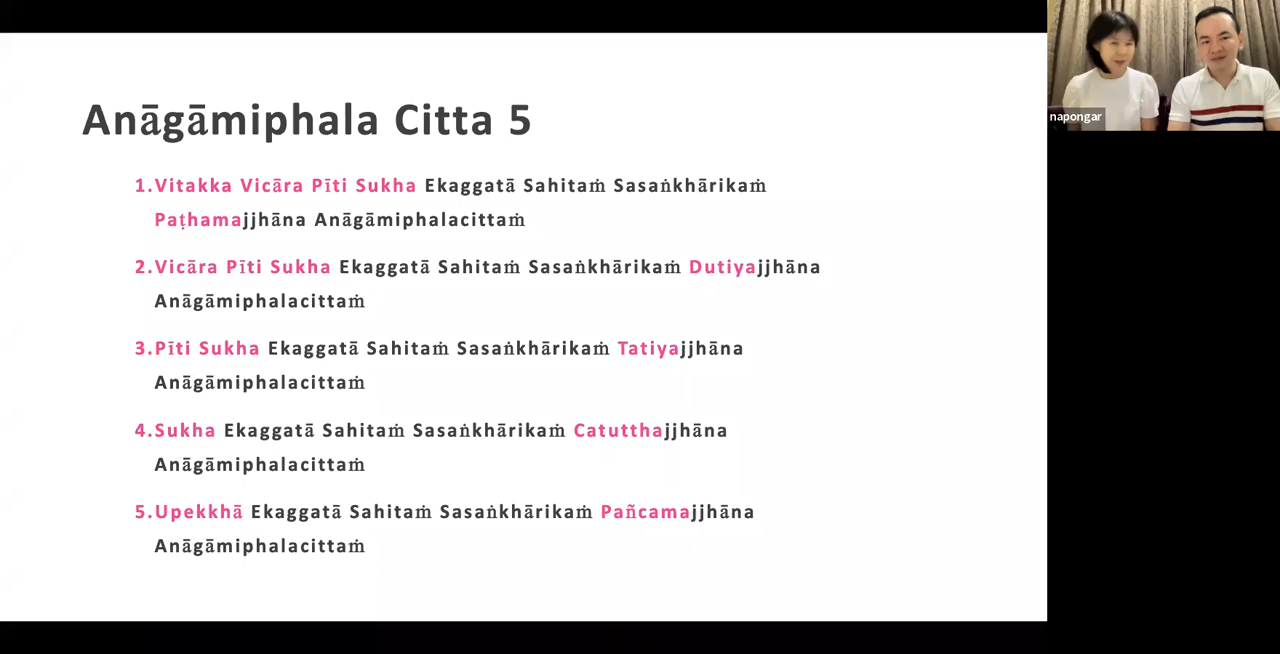 Anāgāmiphala Citta 5
napongar
1.Vitakka Vicāra Pīti Sukha Ekaggatā Sahitaṁ Sasaṅkhārikaṁ
Paṭhamajjhāna Anāgāmiphalacittaṁ
2.Vicāra Pīti Sukha Ekaggatā Sahitaṁ Sasaṅkhārikaṁ Dutiyajjhāna
Anāgāmiphalacittaṁ
3.Pīti Sukha Ekaggatā Sahitaṁ Sasaṅkhārikaṁ Tatiyajjhāna
Anāgāmiphalacittaṁ
4.Sukha Ekaggatā Sahitaṁ Sasaṅkhārikaṁ Catutthajjhāna
Anāgāmiphalacittaṁ
5.Upekkhā Ekaggatā Sahitaṁ Sasaṅkhārikaṁ Pañcamajjhāna
Anāgāmiphalacittaṁ